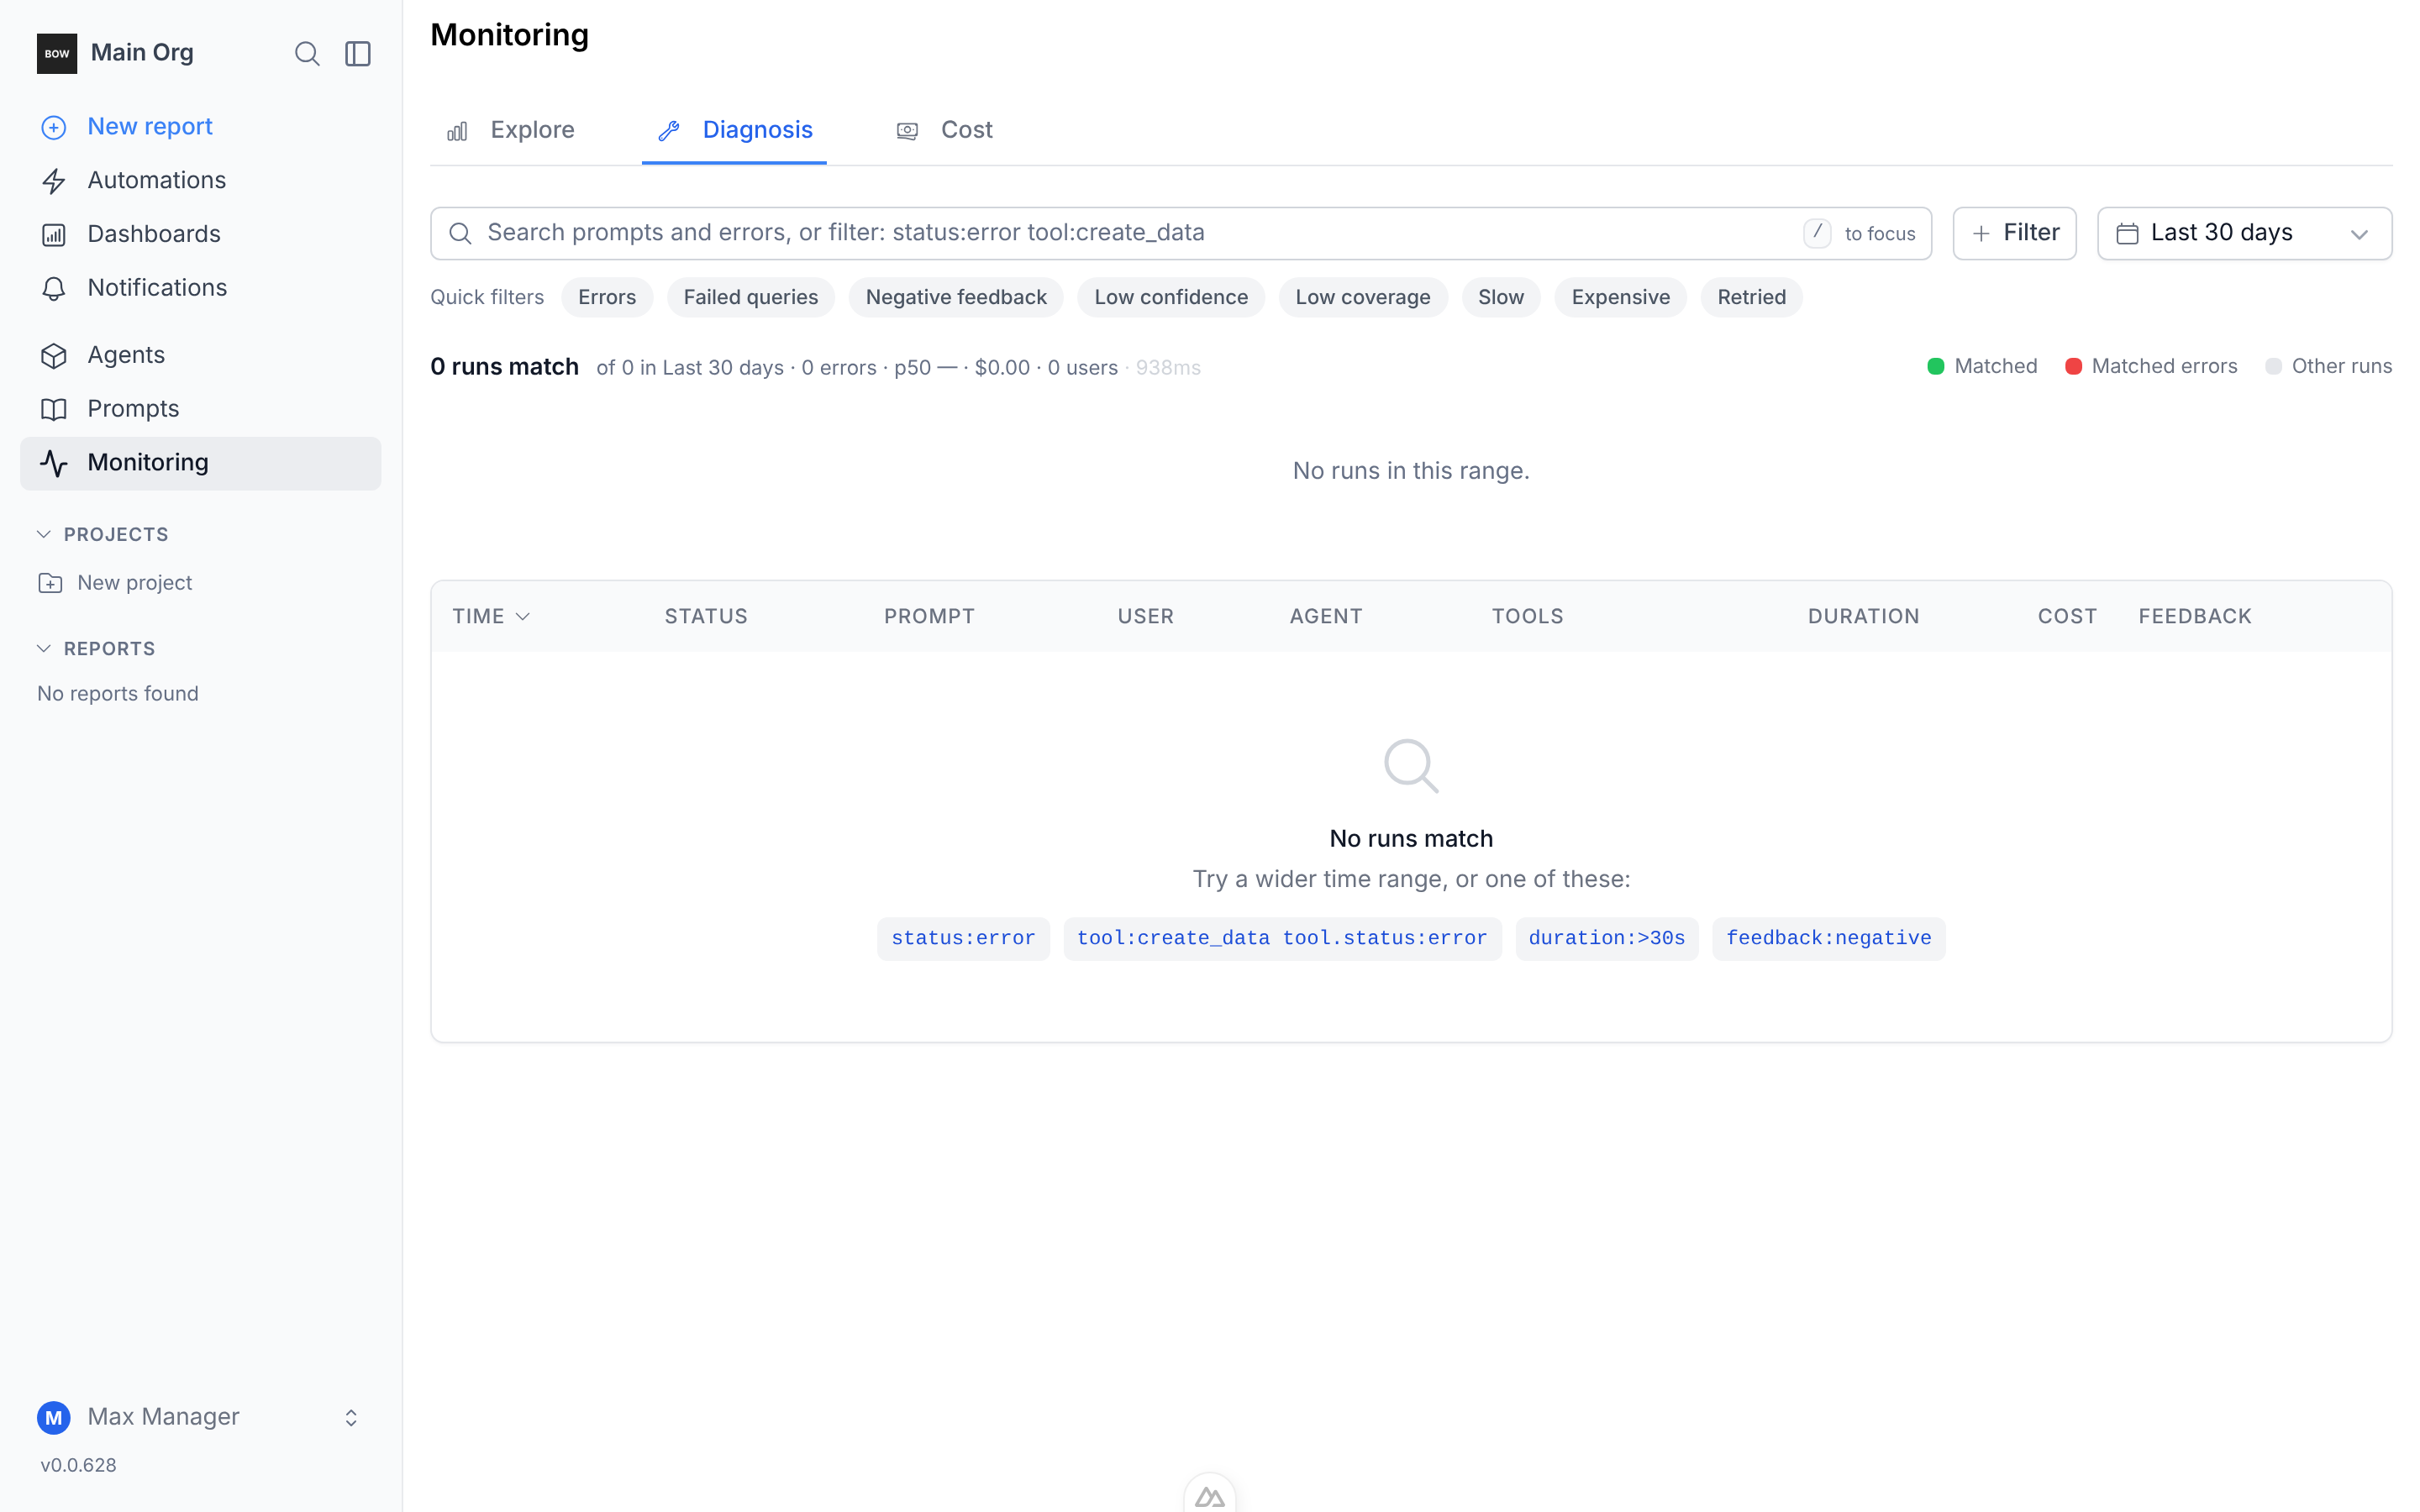 BOW Main Org
New report
Automations
Dashboards
Notifications
Agents
Prompts
Monitoring
PROJECTS
New project
REPORTS
No reports found
M Max Manager
v0.0.628
Monitoring
Explore Diagnosis Cost
Search prompts and errors, or filter: status:error tool:create_data / to focus + Filter Last 30 days
Quick filters Errors Failed queries Negative feedback Low confidence Low coverage Slow Expensive Retried
0 runs match of 0 in Last 30 days · 0 errors · p50 — · $0.00 · 0 users · 938ms Matched Matched errors Other runs
No runs in this range.
TIME STATUS PROMPT USER AGENT TOOLS DURATION COST FEEDBACK
No runs match
Try a wider time range, or one of these:
status:error tool:create_data tool.status:error duration:>30s feedback:negative